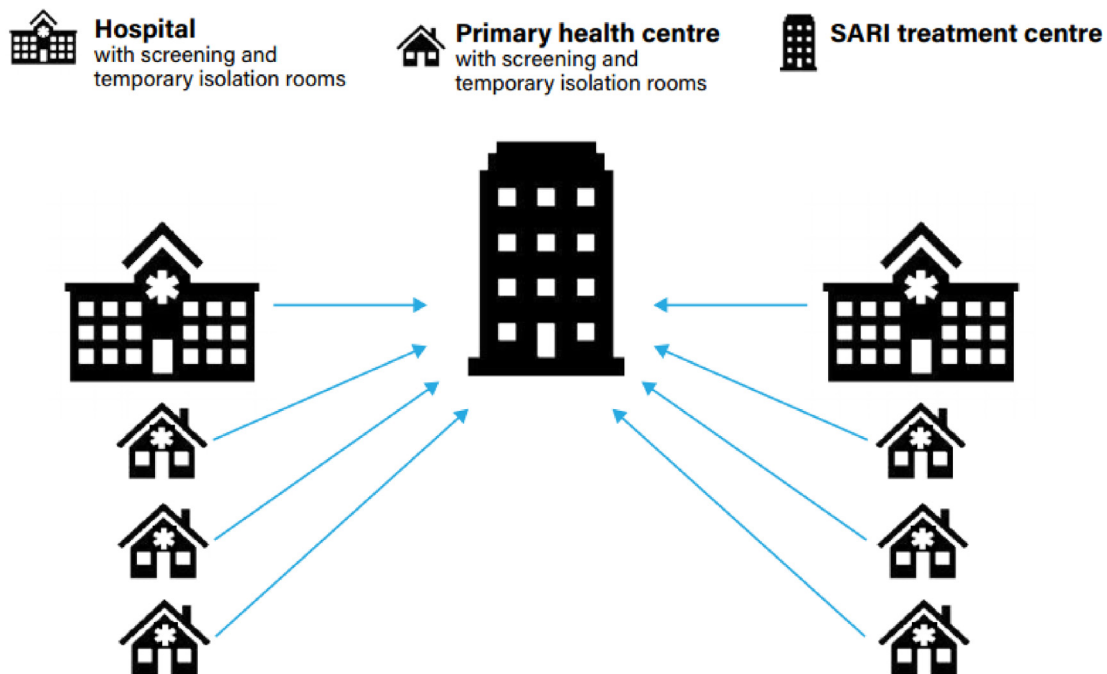 Hospital
with screening and
temporary isolation rooms
Primary health centre
with screening and
temporary isolation rooms
SARI treatment centre